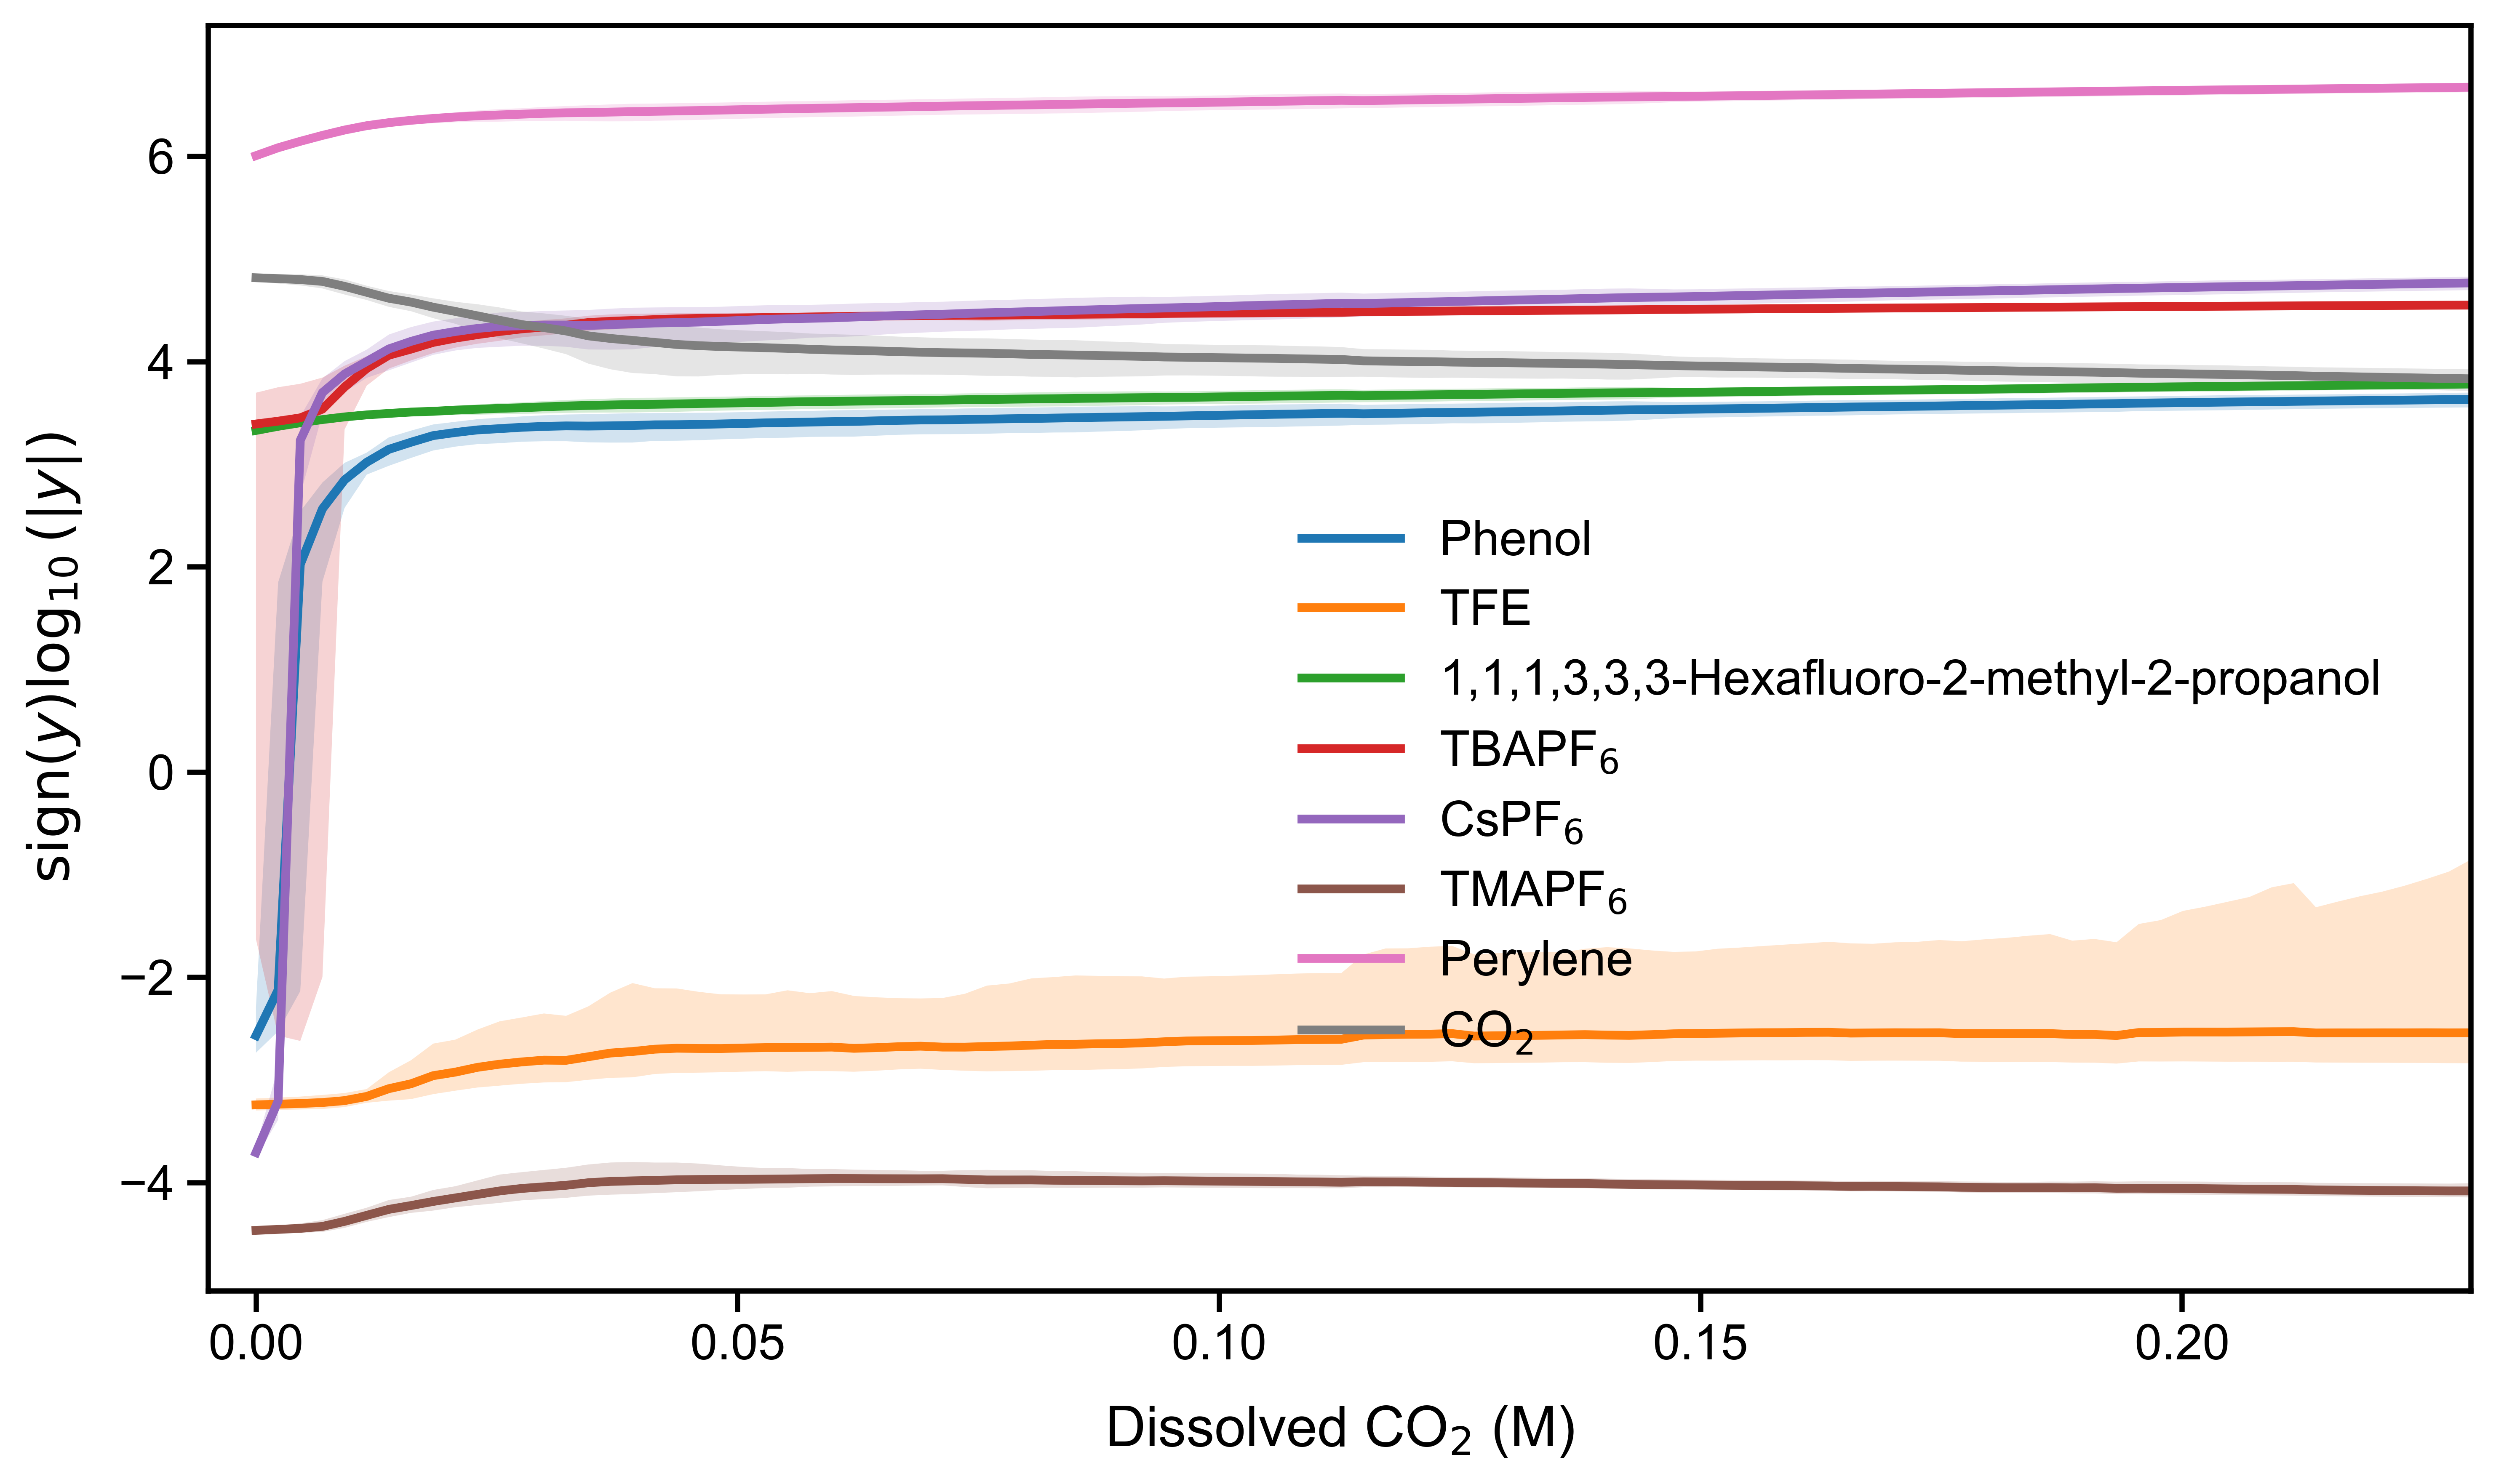 sign(y)log₁₀(|y|)
6
4
2
0
−2
−4
Phenol
TFE
1,1,1,3,3,3-Hexafluoro-2-methyl-2-propanol
TBAPF₆
CsPF₆
TMAPF₆
Perylene
CO₂
0.00 0.05 0.10 0.15 0.20
Dissolved CO₂ (M)